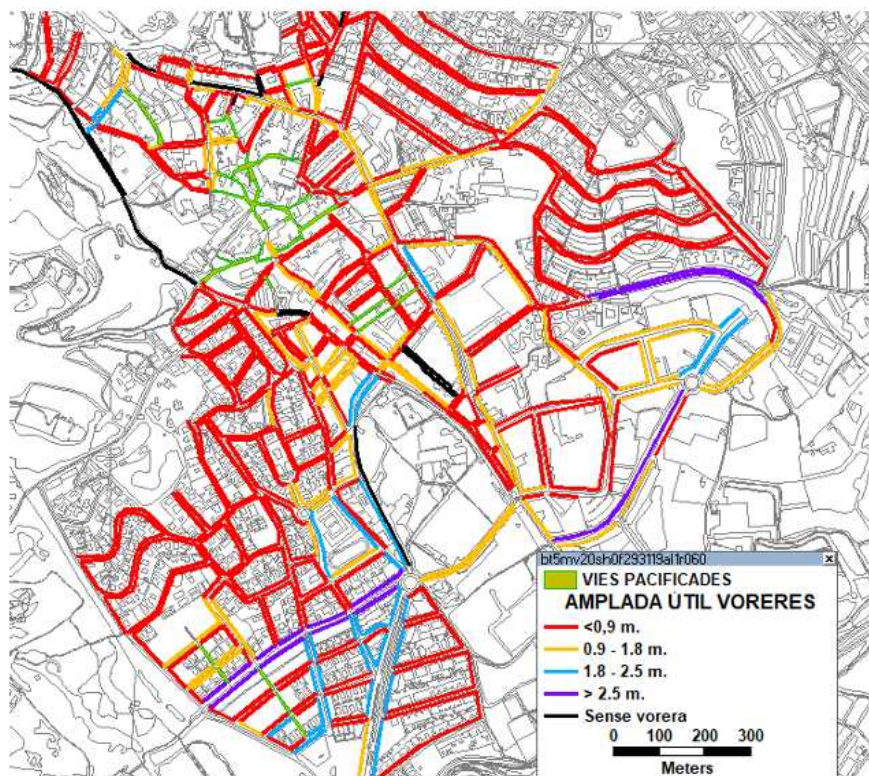 bt5mv20sh0f293119al1r060
VIES PACIFICADES
AMPLADA ÚTIL VORERES
<0,9 m.
0.9 - 1.8 m.
1.8 - 2.5 m.
> 2.5 m.
Sense vorera
0 100 200 300
Meters